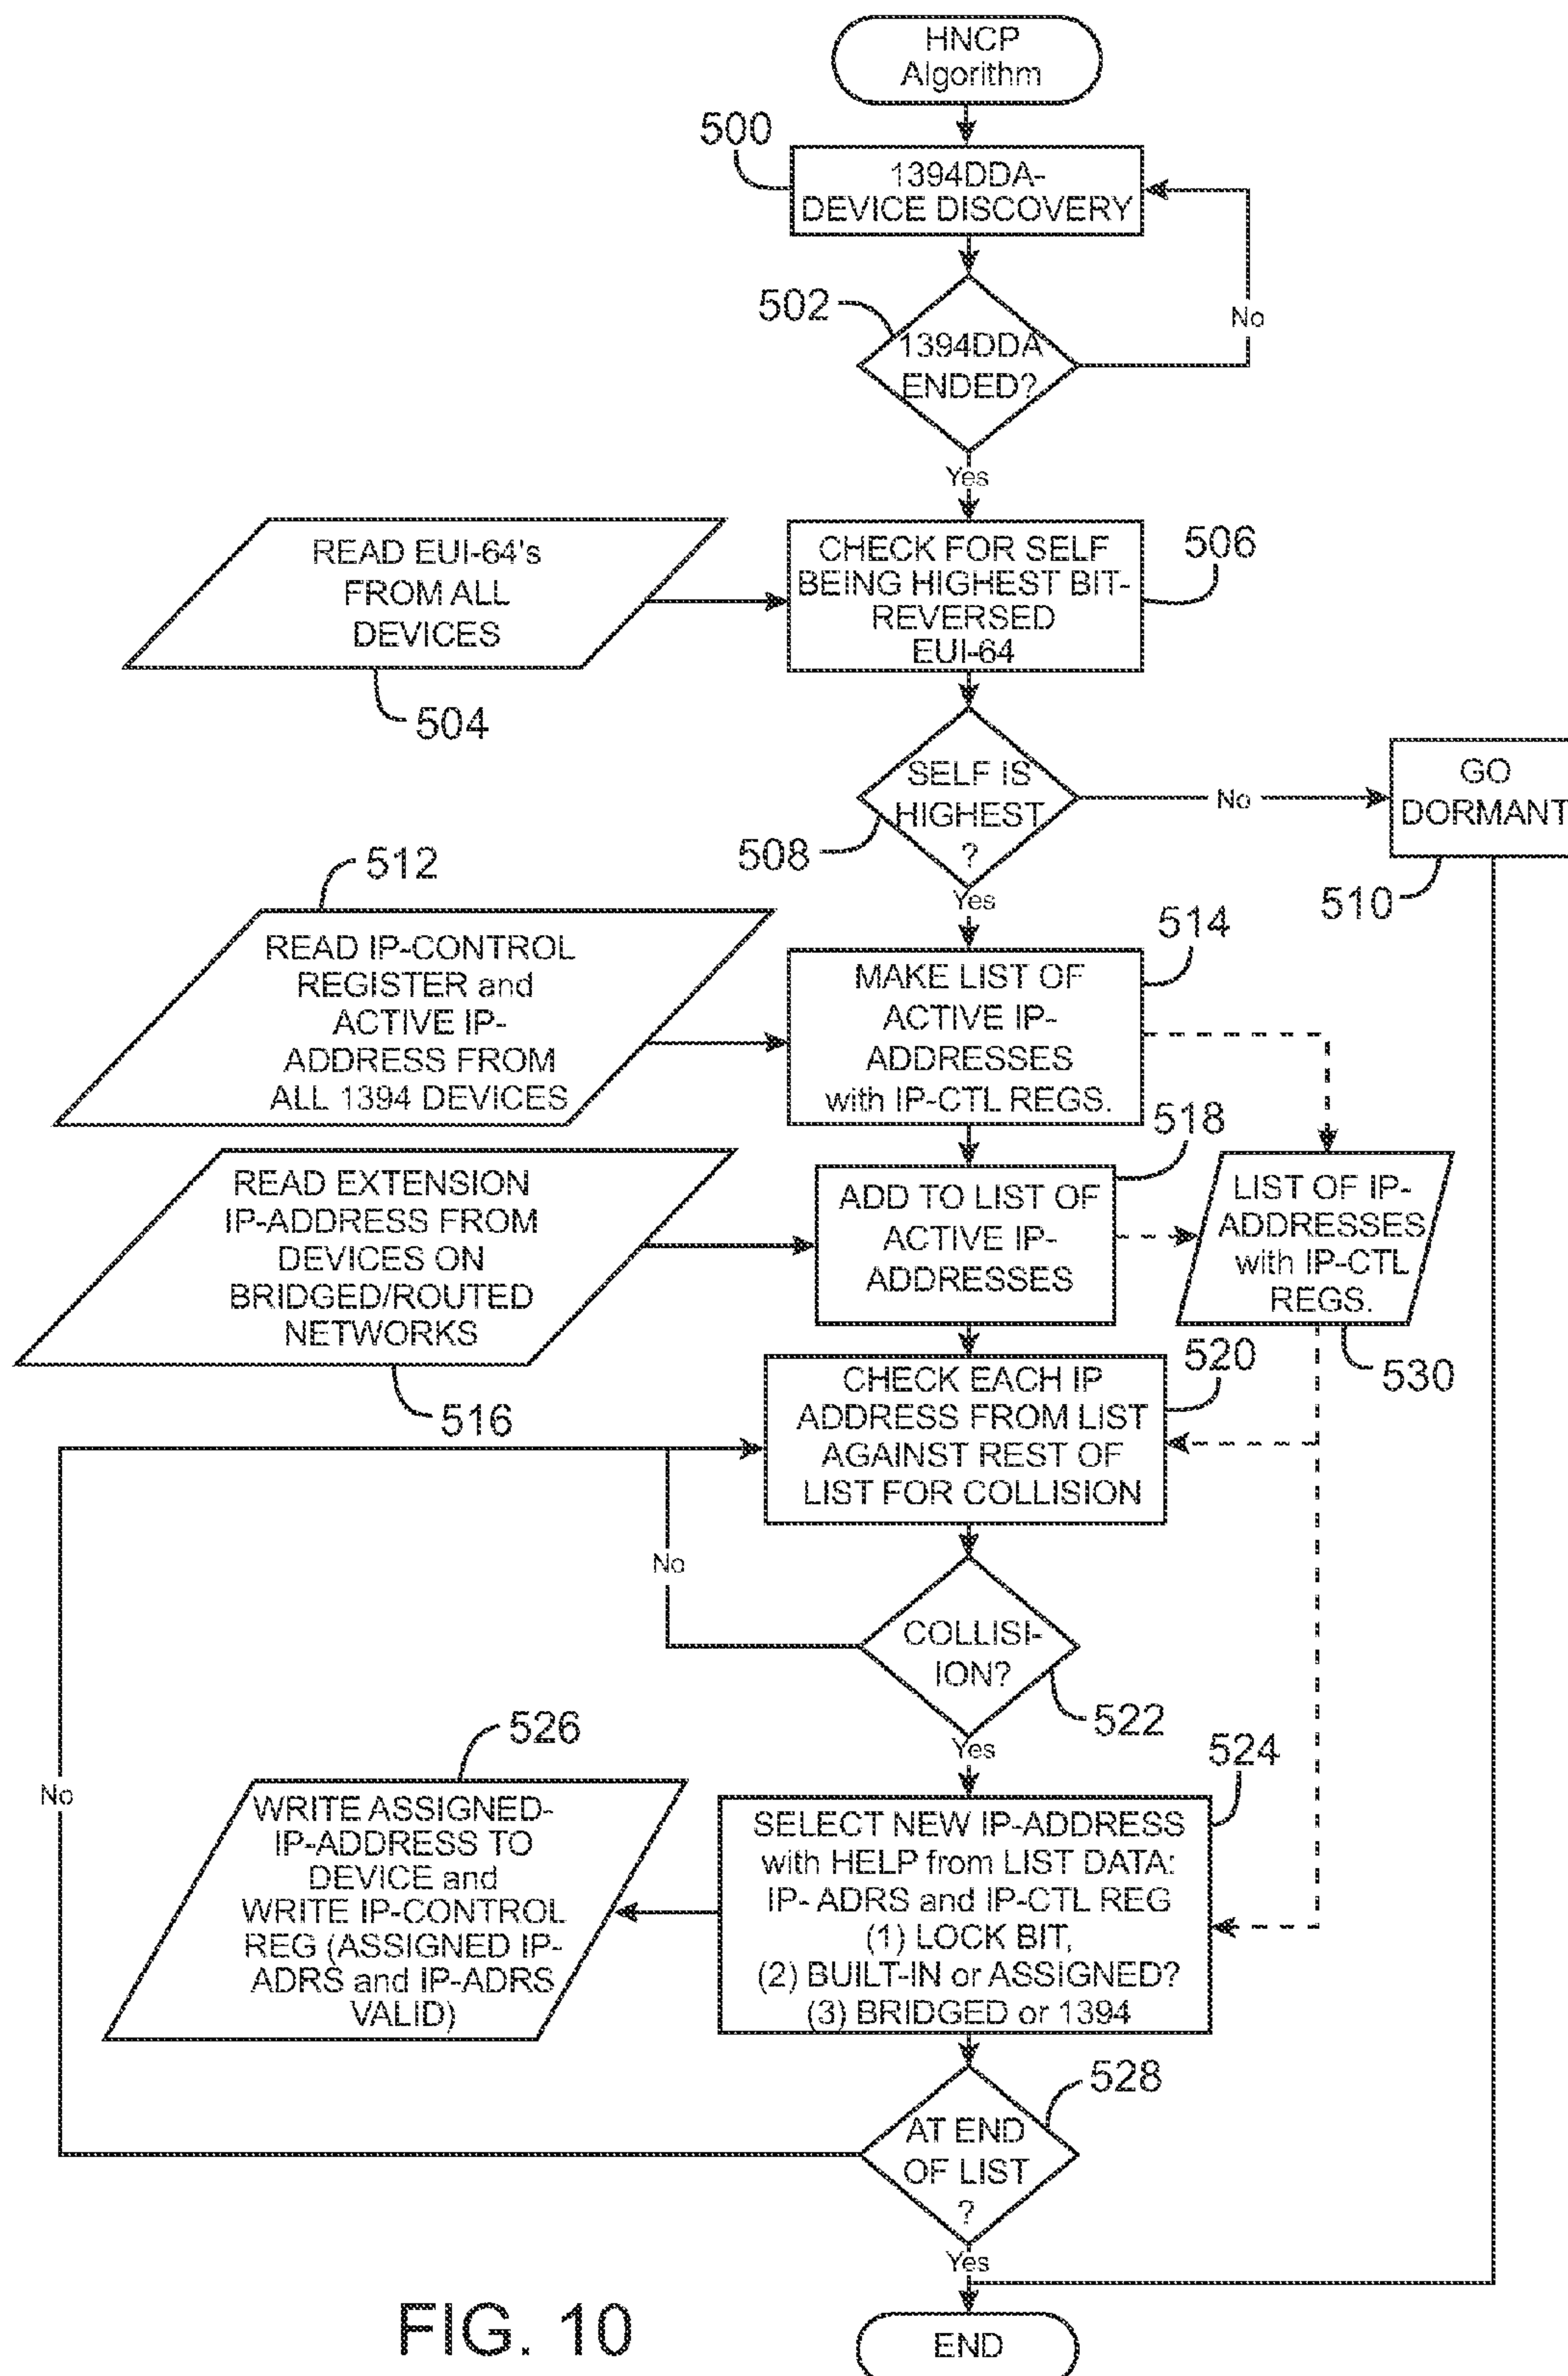 HNCP
Algorithm
500
1394DDA-
DEVICE DISCOVERY
502
1394DDA
ENDED?
No
Yes
READ EUI-64's
FROM ALL
DEVICES
504
CHECK FOR SELF
BEING HIGHEST BIT-
REVERSED
EUI-64
506
SELF IS
HIGHEST
?
508
No
GO
DORMANT
510
Yes
512
READ IP-CONTROL
REGISTER and
ACTIVE IP-
ADDRESS FROM
ALL 1394 DEVICES
514
MAKE LIST OF
ACTIVE IP-
ADDRESSES
with IP-CTL REGS.
518
READ EXTENSION
IP-ADDRESS FROM
DEVICES ON
BRIDGED/ROUTED
NETWORKS
516
ADD TO LIST OF
ACTIVE IP-
ADDRESSES
LIST OF IP-
ADDRESSES
with IP-CTL
REGS.
530
520
CHECK EACH IP
ADDRESS FROM LIST
AGAINST REST OF
LIST FOR COLLISION
No
COLLISI-
ION?
522
Yes
526
524
No
WRITE ASSIGNED-
IP-ADDRESS TO
DEVICE and
WRITE IP-CONTROL
REG (ASSIGNED IP-
ADRS and IP-ADRS
VALID)
SELECT NEW IP-ADDRESS
with HELP from LIST DATA:
IP- ADRS and IP-CTL REG
(1) LOCK BIT,
(2) BUILT-IN or ASSIGNED?
(3) BRIDGED or 1394
528
AT END
OF LIST
?
Yes
END
FIG. 10